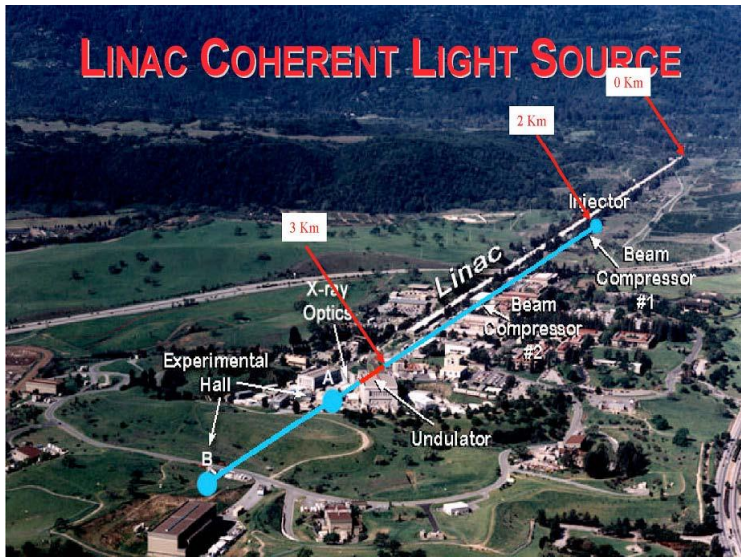 LINAC COHERENT LIGHT SOURCE
0 Km
2 Km
3 Km
Injector
Linac
Beam
Compressor
#1
X-ray
Optics
Beam
Compressor
#2
Experimental
Hall
A
Undulator
B